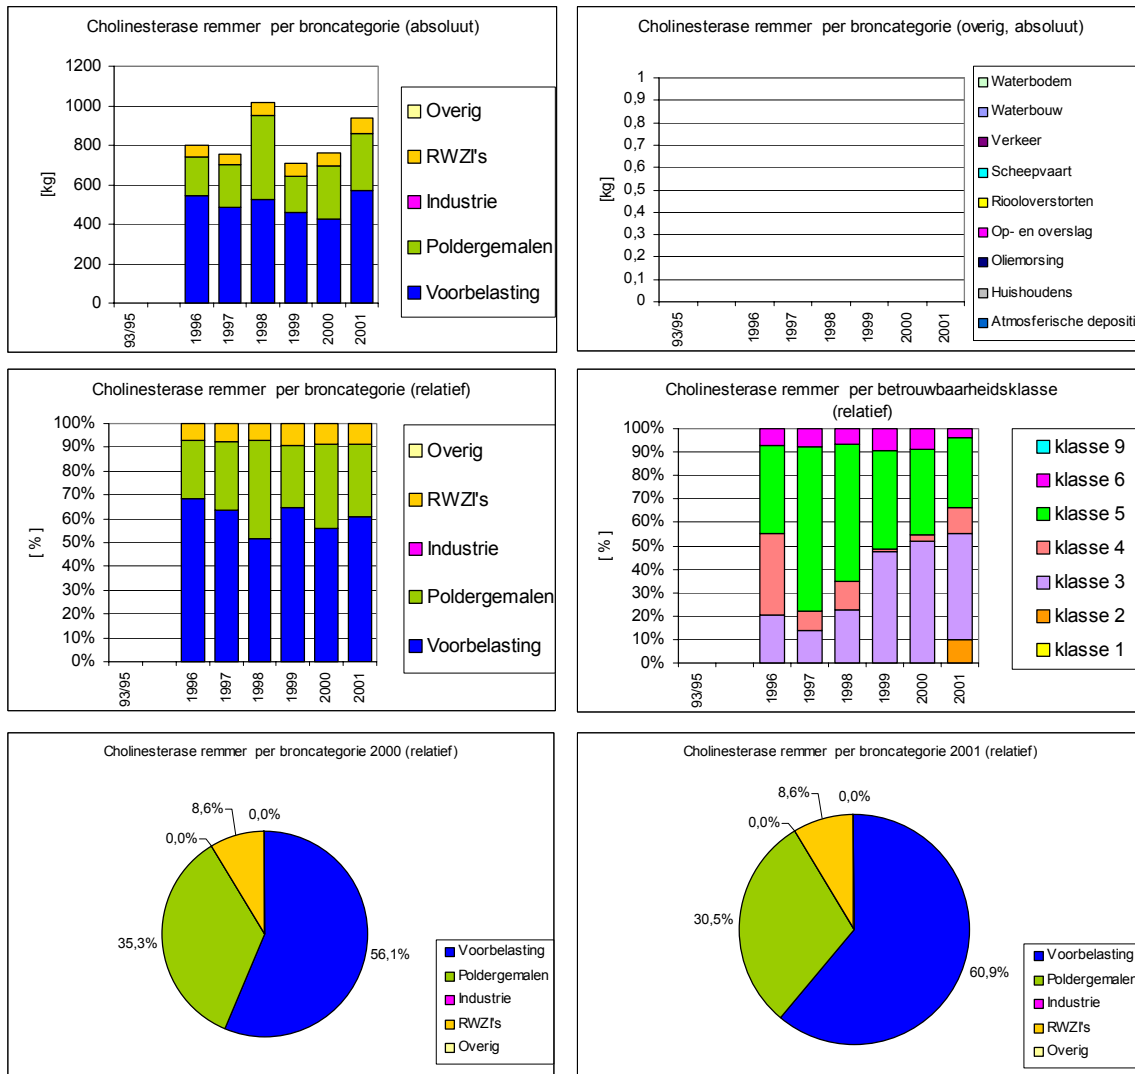 Cholinesterase remmer per broncategorie (absoluut)
1200
1000
800
600
400
200
0
[kg]
93/95
1996
1997
1998
1999
2000
2001
Overig
RWZI's
Industrie
Poldergemalen
Voorbelasting
Cholinesterase remmer per broncategorie (overig, absoluut)
1
0,9
0,8
0,7
0,6
0,5
0,4
0,3
0,2
0,1
0
[kg]
93/95
1996
1997
1998
1999
2000
2001
Waterbodem
Waterbouw
Verkeer
Scheepvaart
Riooloverstorten
Op- en overslag
Oliemorsing
Huishoudens
Atmosferische depositi
Cholinesterase remmer per broncategorie (relatief)
100%
90%
80%
70%
60%
50%
40%
30%
20%
10%
0%
[ % ]
93/95
1996
1997
1998
1999
2000
2001
Overig
RWZI's
Industrie
Poldergemalen
Voorbelasting
Cholinesterase remmer per betrouwbaarheidsklasse
(relatief)
100%
90%
80%
70%
60%
50%
40%
30%
20%
10%
0%
[ % ]
93/95
1996
1997
1998
1999
2000
2001
klasse 9
klasse 6
klasse 5
klasse 4
klasse 3
klasse 2
klasse 1
Cholinesterase remmer per broncategorie 2000 (relatief)
8,6%
0,0%
0,0%
35,3%
56,1%
Voorbelasting
Poldergemalen
Industrie
RWZI's
Overig
Cholinesterase remmer per broncategorie 2001 (relatief)
8,6%
0,0%
0,0%
30,5%
60,9%
Voorbelasting
Poldergemalen
Industrie
RWZI's
Overig